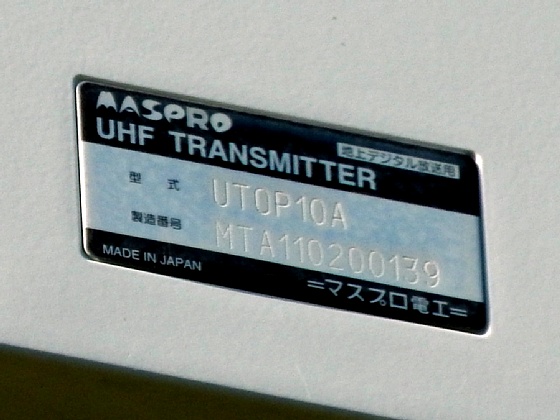 MASPRO
UHF TRANSMITTER 地上デジタル放送用
型式 UT0P10A
製造番号 MTA110200139
MADE IN JAPAN
=マスプロ電工=